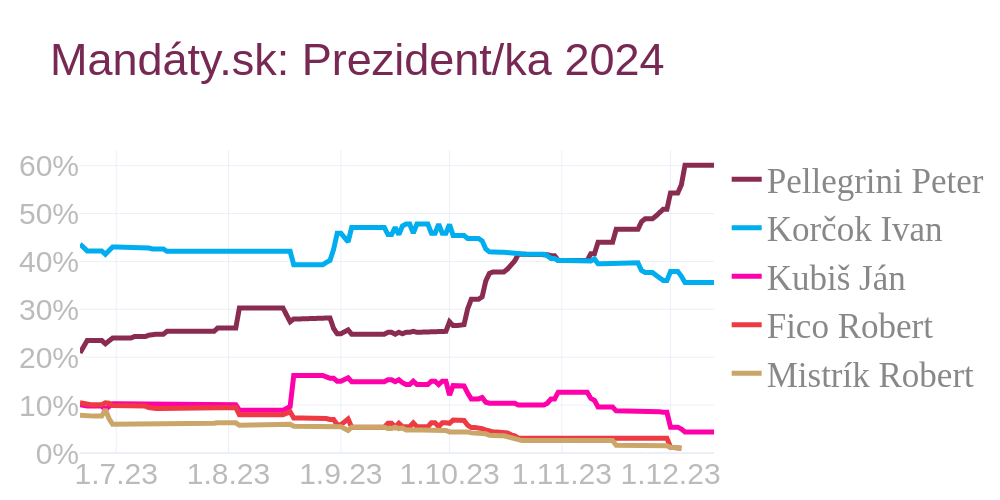 Mandáty.sk: Prezident/ka 2024
60%
50%
40%
30%
20%
10%
0%
1.7.23 1.8.23 1.9.23 1.10.23 1.11.23 1.12.23
Pellegrini Peter
Korčok Ivan
Kubiš Ján
Fico Robert
Mistrík Robert